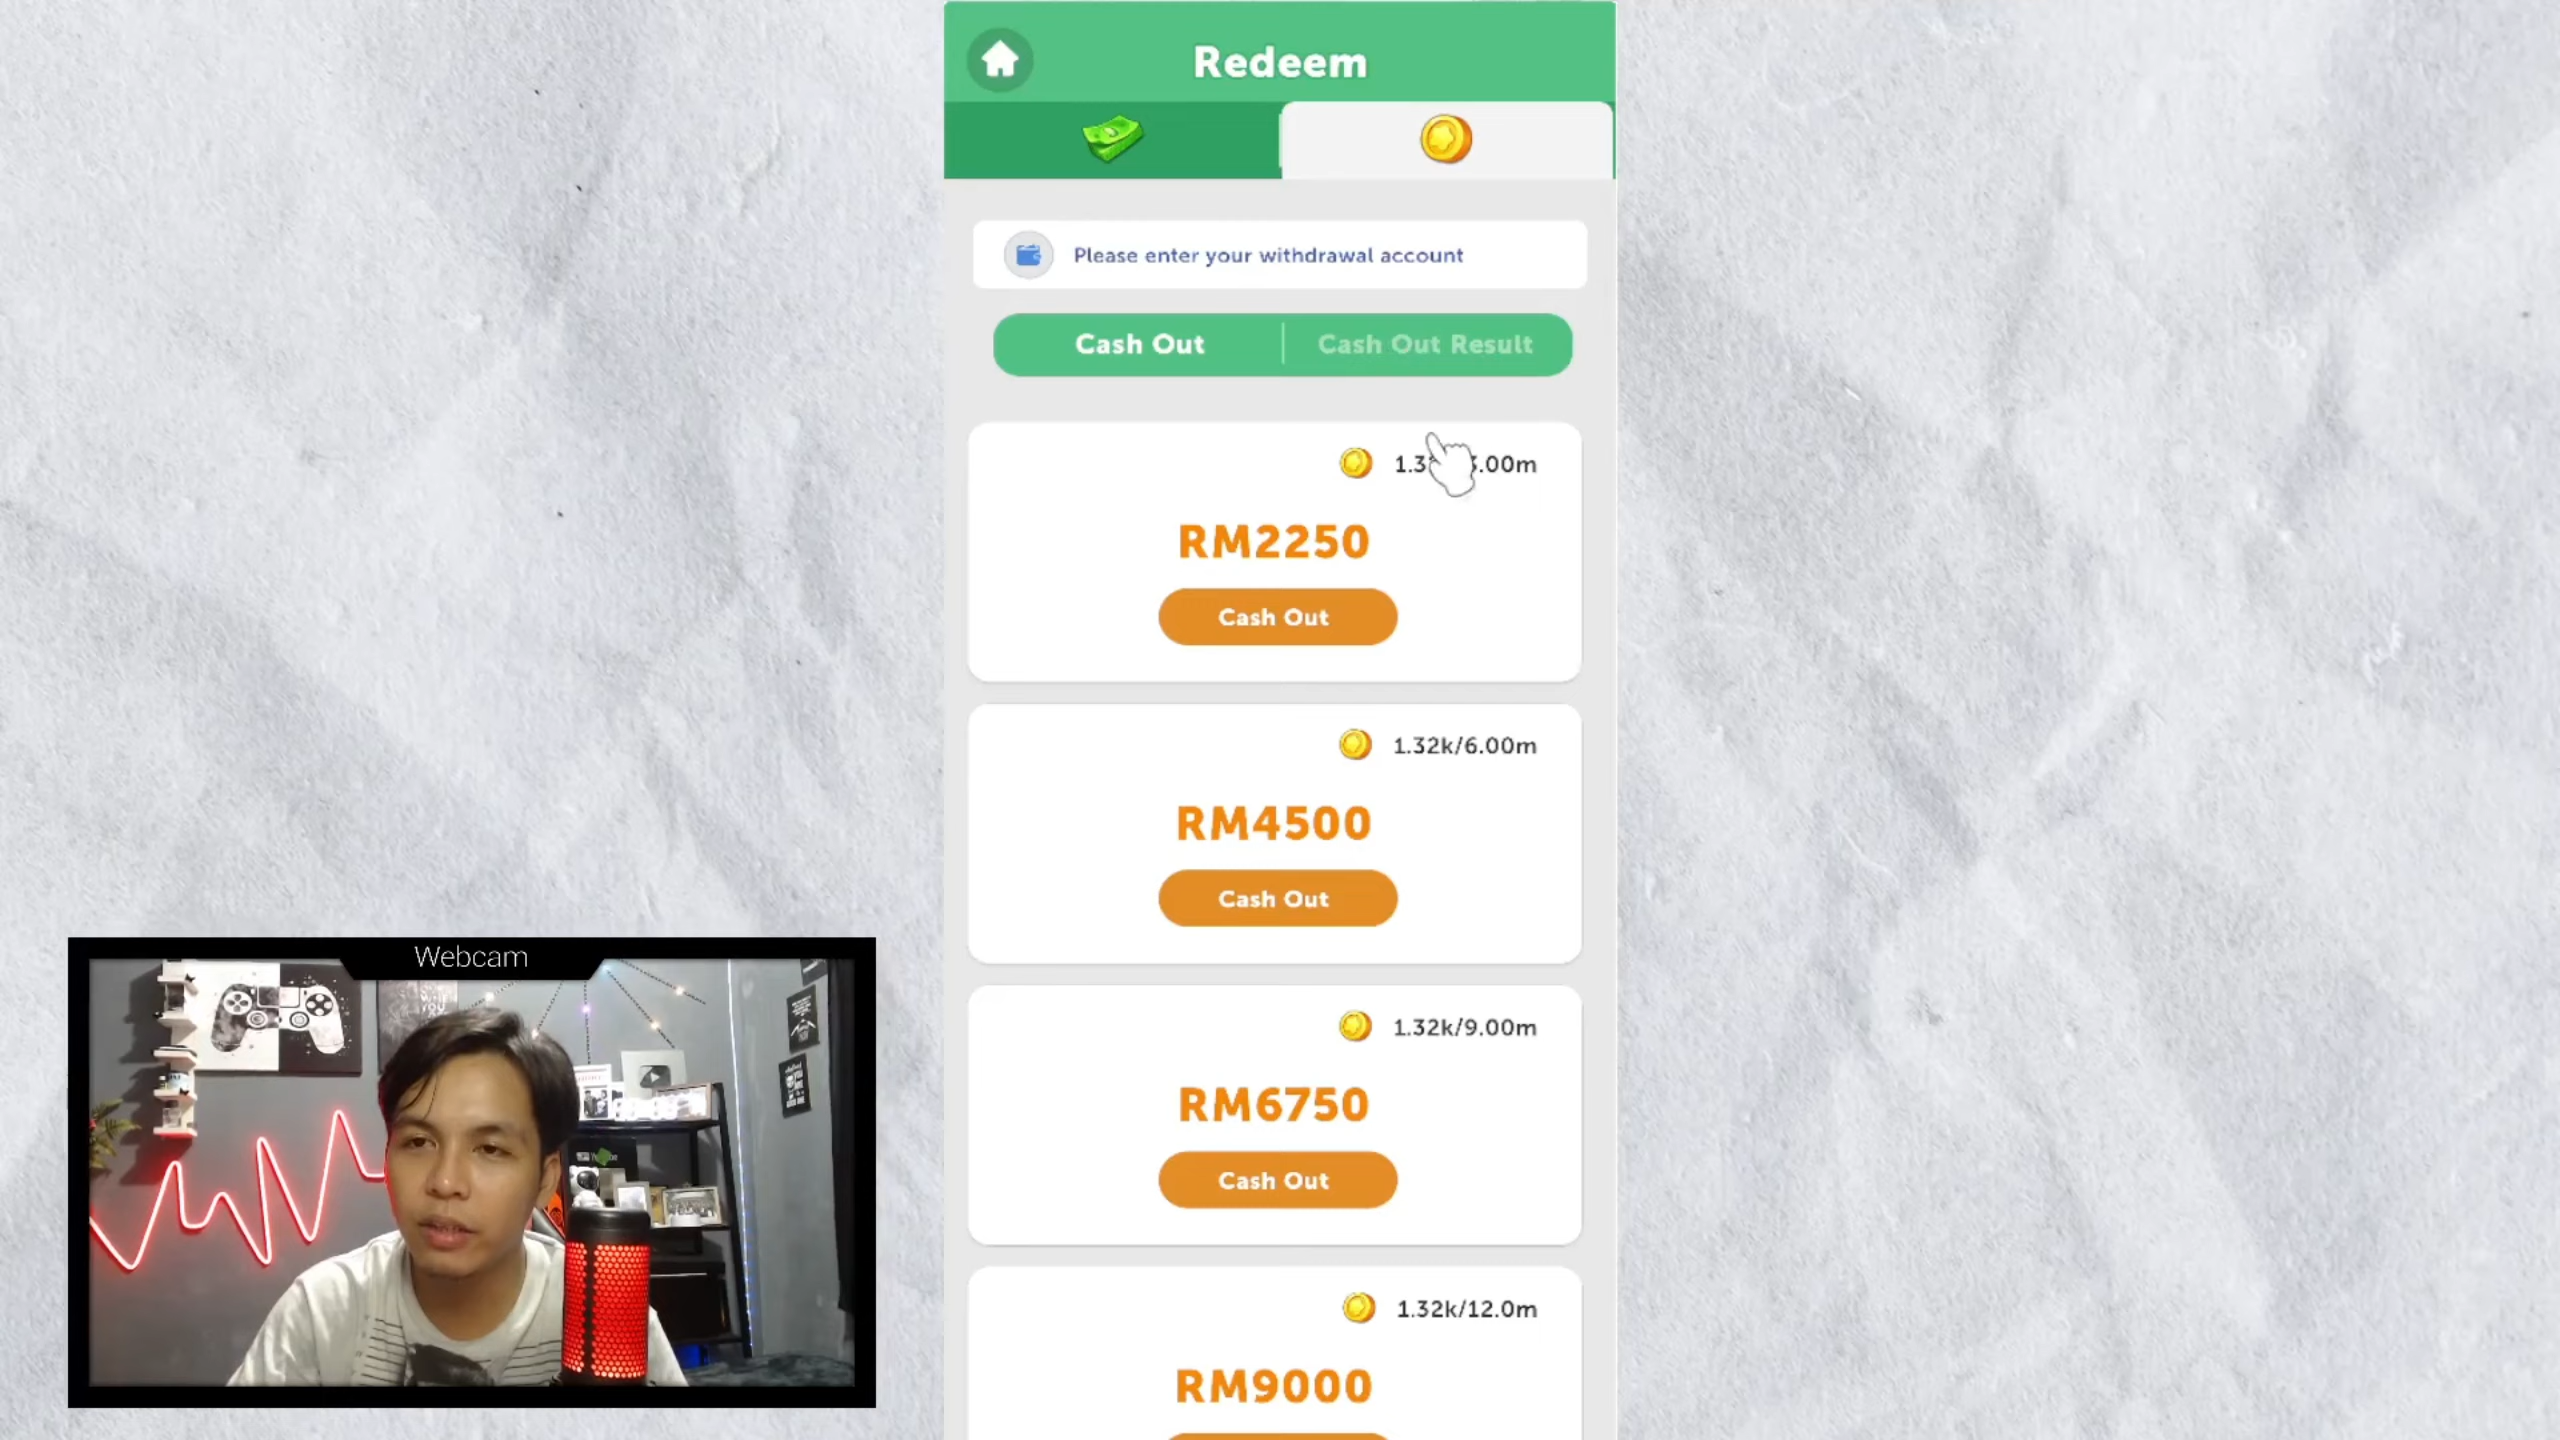 Redeem
Please enter your withdrawal account
Cash Out
Cash Out Result
.00m
RM2250
Cash Out
1.32k/6.00m
RM4500
Cash Out
1.32k/9.00m
RM6750
Cash Out
1.32k/12.0m
RM9000
Webcam